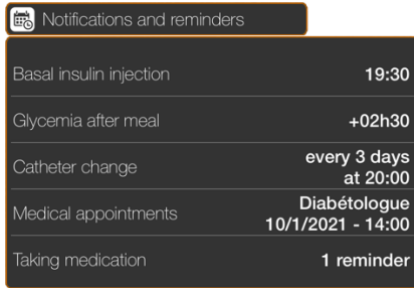 Notifications and reminders
Basal insulin injection 19:30
Glycemia after meal +02h30
Catheter change every 3 days
at 20:00
Medical appointments Diabétologue
10/1/2021 - 14:00
Taking medication 1 reminder